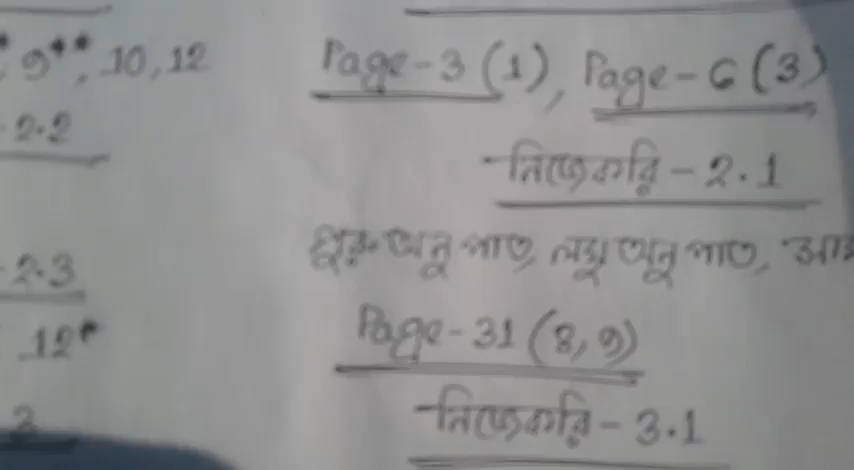 , 9**, 10, 12
- 2.2
- 2.3
12*
3
Page-3 (1), Page-6 (3)
নিজেকরি - 2.1
গুরু অনুপাত, লঘু অনুপাত,
Page-31 (8, 9)
নিজেকরি - 3.1